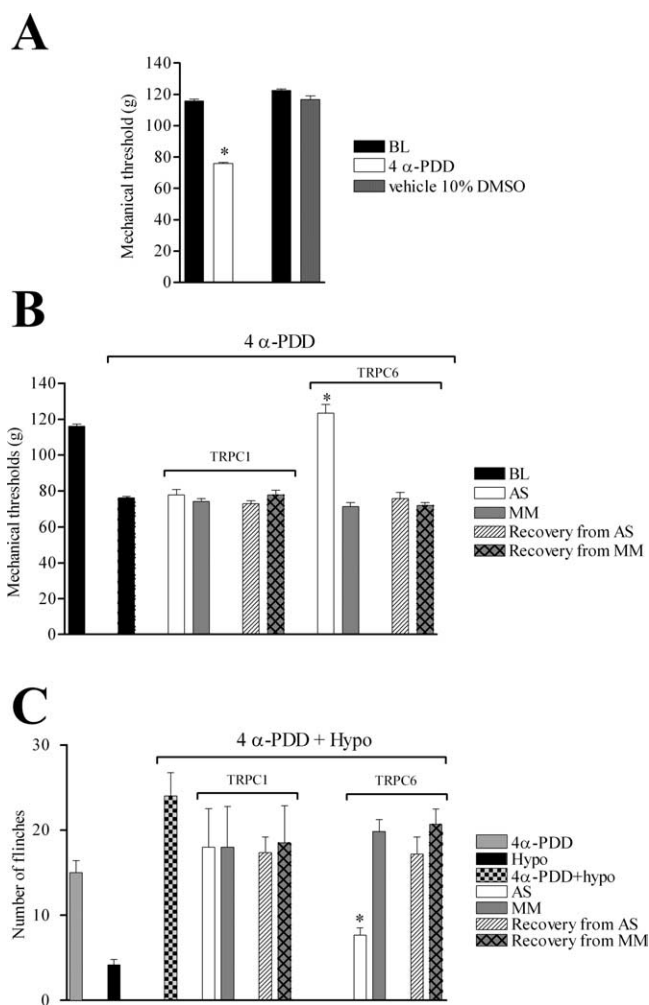 A
Mechanical threshold (g)
140
120
100
80
60
40
20
0
*
BL
4 α-PDD
vehicle 10% DMSO
B
4 α-PDD
Mechanical thresholds (g)
140
120
100
80
60
40
20
0
TRPC1
TRPC6
*
BL
AS
MM
Recovery from AS
Recovery from MM
C
4 α-PDD + Hypo
Number of flinches
30
20
10
0
TRPC1
TRPC6
*
4α-PDD
Hypo
4α-PDD+hypo
AS
MM
Recovery from AS
Recovery from MM